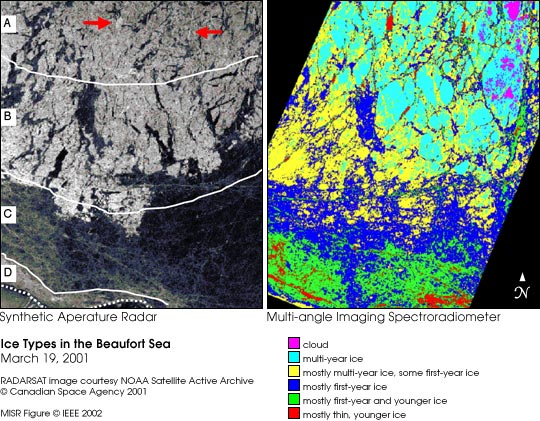 A
B
C
D
N
Synthetic Aperture Radar
Multi-angle Imaging Spectroradiometer
Ice Types in the Beaufort Sea
March 19, 2001
RADARSAT image courtesy NOAA Satellite Active Archive
© Canadian Space Agency 2001
MISR Figure © IEEE 2002
cloud
multi-year ice
mostly multi-year ice, some first-year ice
mostly first-year ice
mostly first-year and younger ice
mostly thin, younger ice